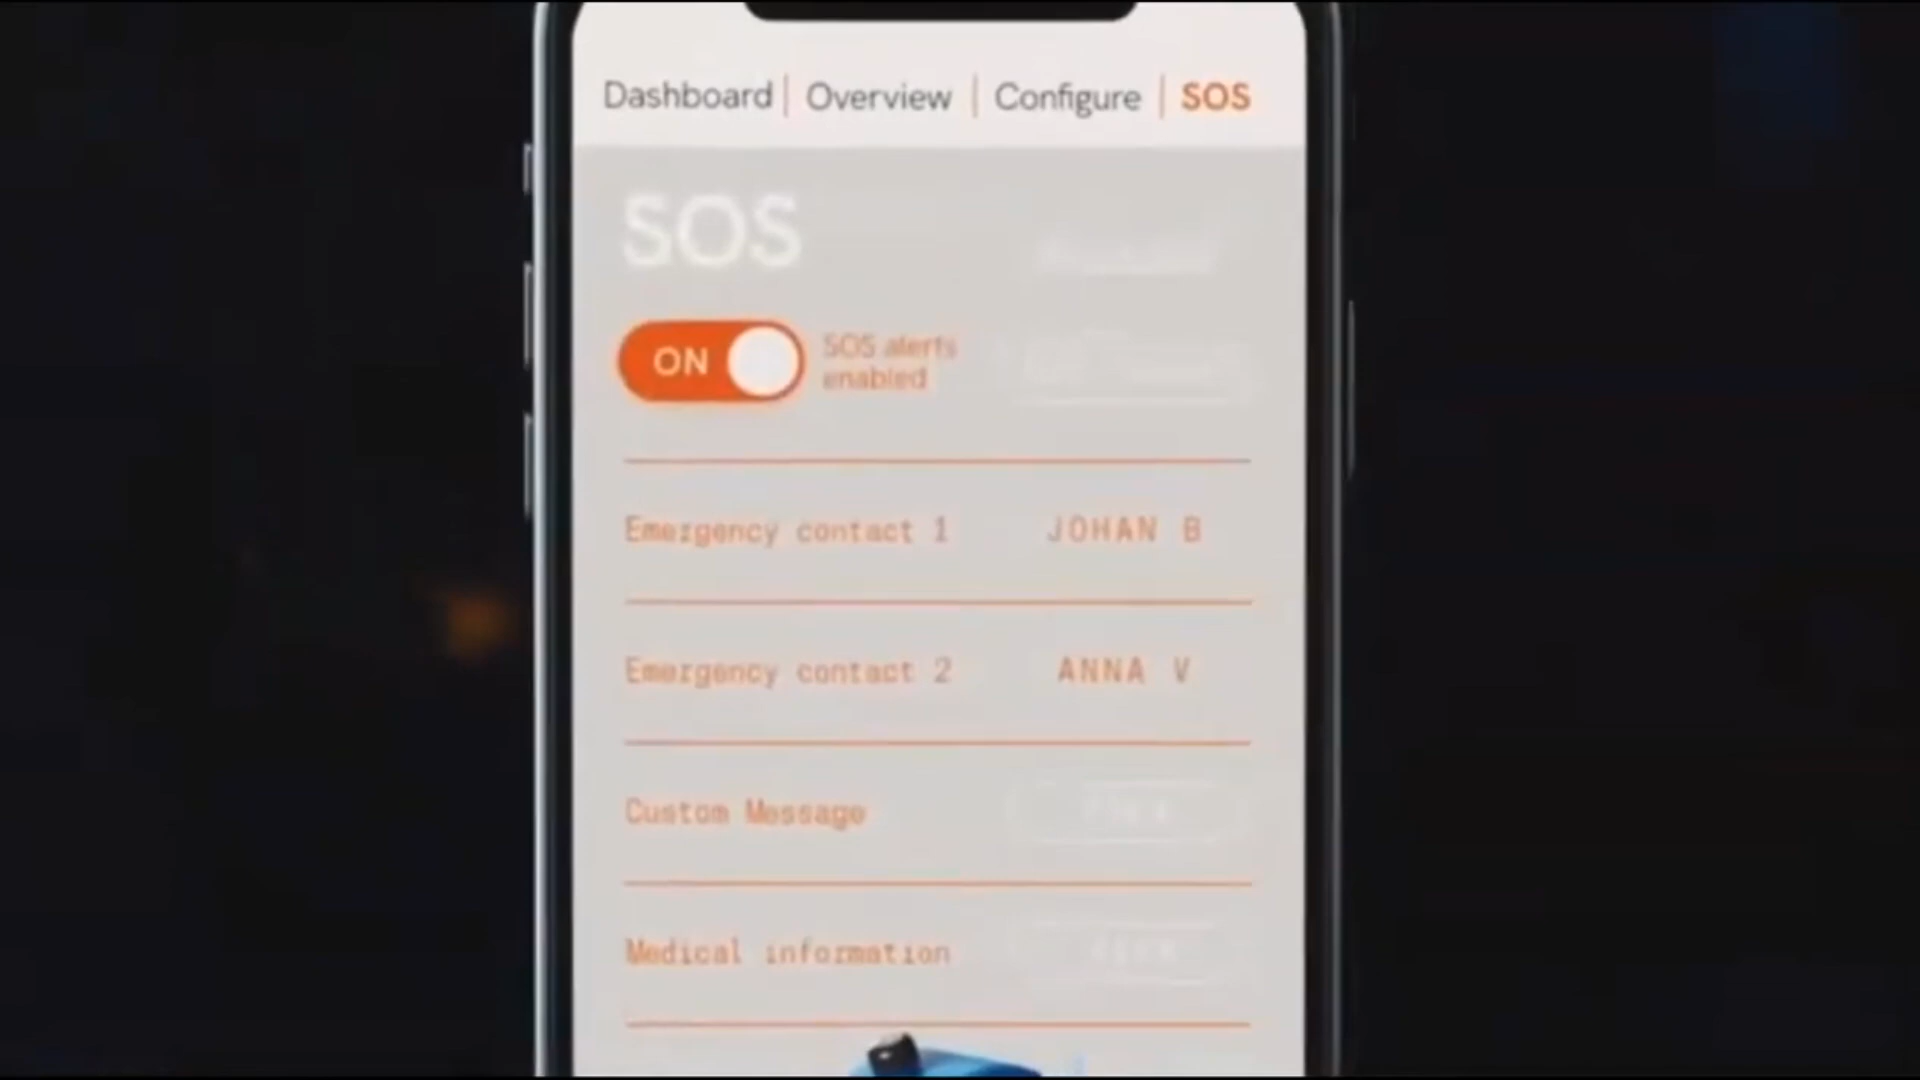 Dashboard | Overview | Configure | SOS
SOS
ON
SOS alerts
enabled
Emergency contact 1 JOHAN B
Emergency contact 2 ANNA V
Custom Message
Medical information